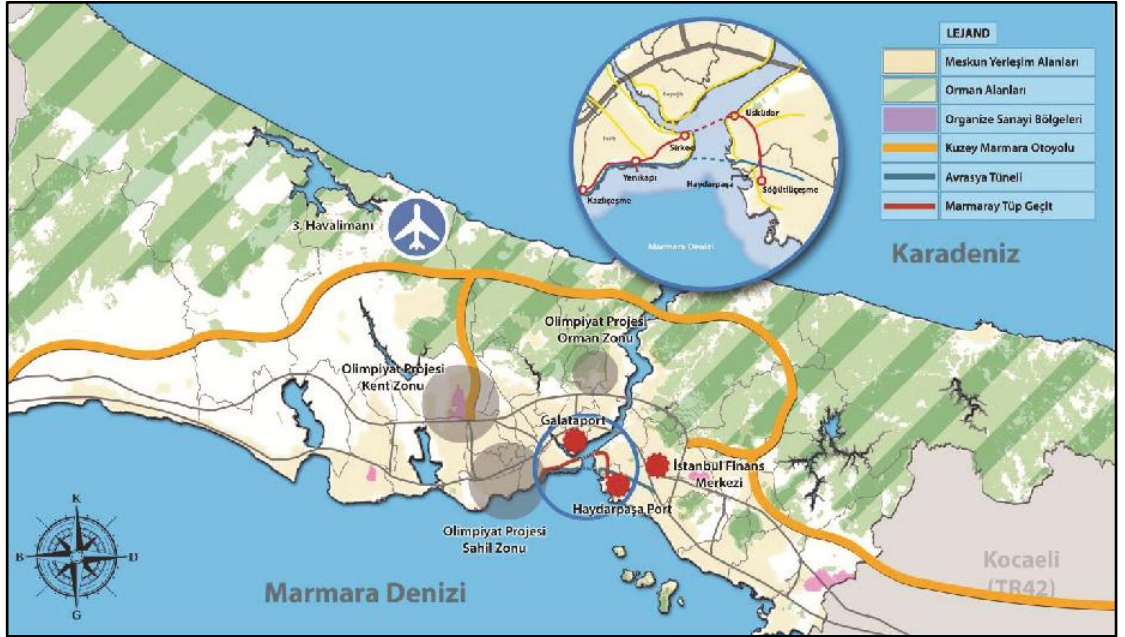 LEJAND
Meskun Yerleşim Alanları
Orman Alanları
Organize Sanayi Bölgeleri
Kuzey Marmara Otoyolu
Avrasya Tüneli
Marmaray Tüp Geçit
Beyoğlu
Fatih
Üsküdar
Sirkeci
Yenikapı
Haydarpaşa
Söğütlüçeşme
Kazlıçeşme
Marmara Denizi
3. Havalimanı
Karadeniz
Olimpiyat Projesi
Orman Zonu
Olimpiyat Projesi
Kent Zonu
Galataport
İstanbul Finans
Merkezi
Haydarpaşa Port
Olimpiyat Projesi
Sahil Zonu
K
B
D
G
Marmara Denizi
Kocaeli
(TR42)